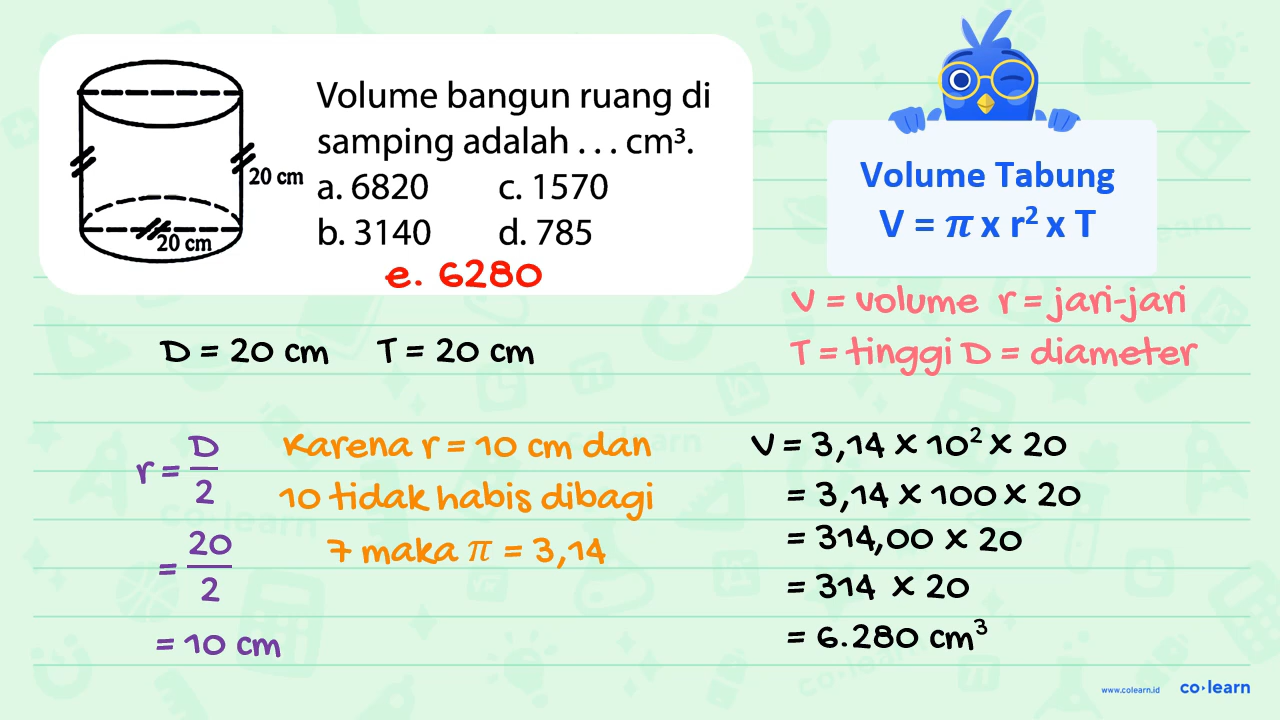 Volume bangun ruang di
samping adalah . . . cm³.
a. 6820 c. 1570
b. 3140 d. 785
e. 6280
20 cm
20 cm
Volume Tabung
V = π x r² x T
V = volume r = jari-jari
T = tinggi D = diameter
D = 20 cm T = 20 cm
r = D/2
= 20/2
= 10 cm
Karena r = 10 cm dan
10 tidak habis dibagi
7 maka π = 3,14
V = 3,14 × 10² × 20
= 3,14 × 100 × 20
= 314,00 × 20
= 314 × 20
= 6.280 cm³
www.colearn.id co·learn